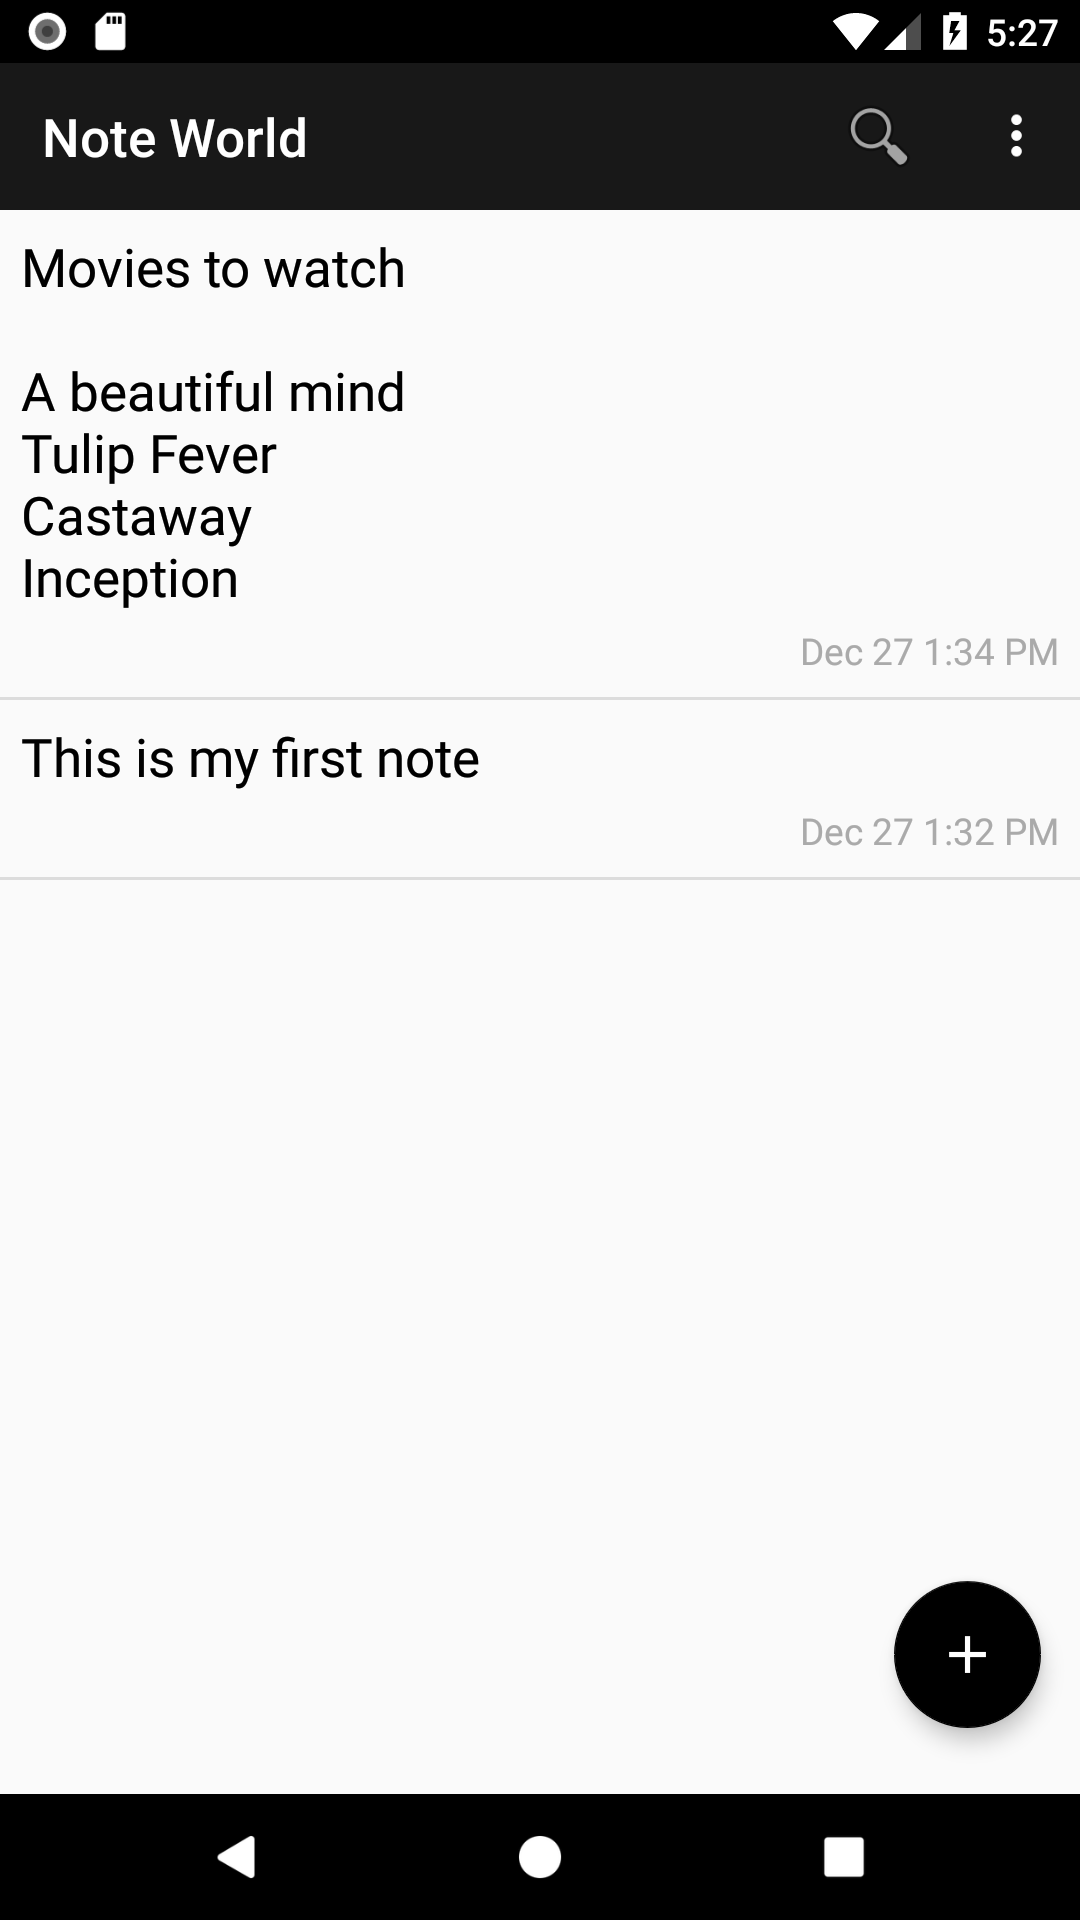 5:27
Note World
Movies to watch
A beautiful mind
Tulip Fever
Castaway
Inception
Dec 27 1:34 PM
This is my first note
Dec 27 1:32 PM